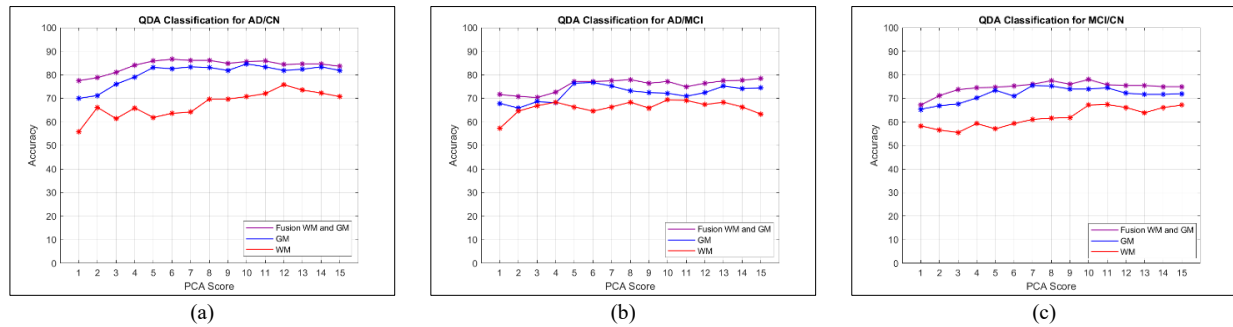 QDA Classification for AD/CN
100
90
80
70
60
50
40
30
20
10
0
Accuracy
1 2 3 4 5 6 7 8 9 10 11 12 13 14 15
PCA Score
Fusion WM and GM
GM
WM
(a)
QDA Classification for AD/MCI
100
90
80
70
60
50
40
30
20
10
0
Accuracy
1 2 3 4 5 6 7 8 9 10 11 12 13 14 15
PCA Score
Fusion WM and GM
GM
WM
(b)
QDA Classification for MCI/CN
100
90
80
70
60
50
40
30
20
10
0
Accuracy
1 2 3 4 5 6 7 8 9 10 11 12 13 14 15
PCA Score
Fusion WM and GM
GM
WM
(c)